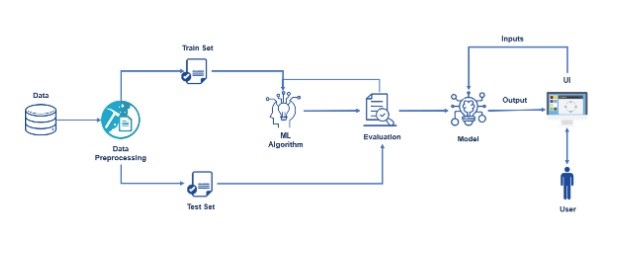 Inputs
Train Set
UI
Data
Output
ML
Algorithm
Evaluation
Model
Data
Preprocessing
Test Set
User